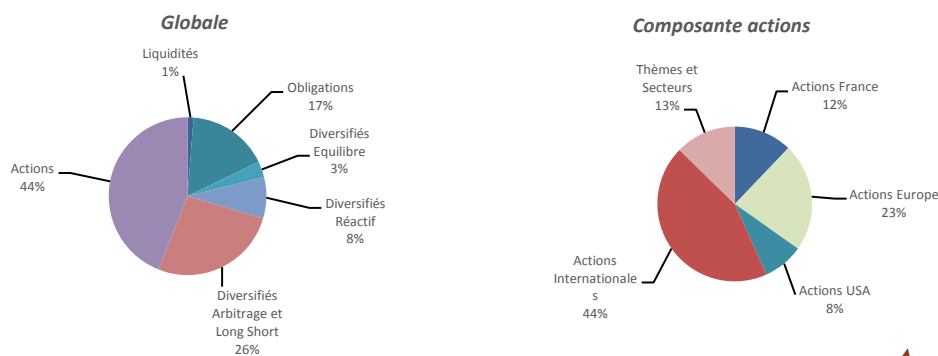 Globale
Liquidités
1%
Obligations
17%
Diversifiés
Equilibre
3%
Diversifiés
Réactif
8%
Diversifiés
Arbitrage et
Long Short
26%
Actions
44%
Composante actions
Thèmes et
Secteurs
13%
Actions France
12%
Actions Europe
23%
Actions USA
8%
Actions
Internationale
s
44%